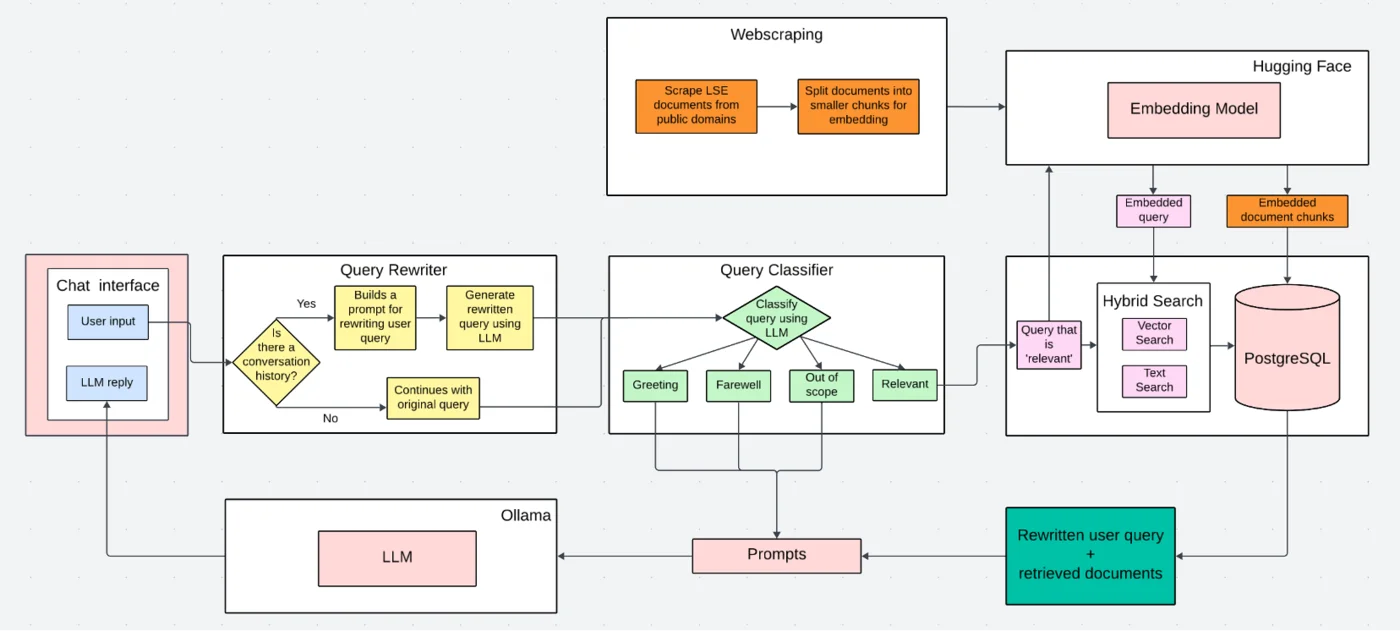 Webscraping
Scrape LSE
documents from
public domains
Split documents into
smaller chunks for
embedding
Hugging Face
Embedding Model
Embedded
query
Embedded
document chunks
Chat interface
User input
LLM reply
Query Rewriter
Is
there a
conversation
history?
Yes
No
Builds a
prompt for
rewriting user
query
Generate
rewritten
query using
LLM
Continues with
original query
Query Classifier
Classify
query using
LLM
Greeting
Farewell
Out of
scope
Relevant
Query that
is
'relevant'
Hybrid Search
Vector
Search
Text
Search
PostgreSQL
Ollama
LLM
Prompts
Rewritten user query
+
retrieved documents